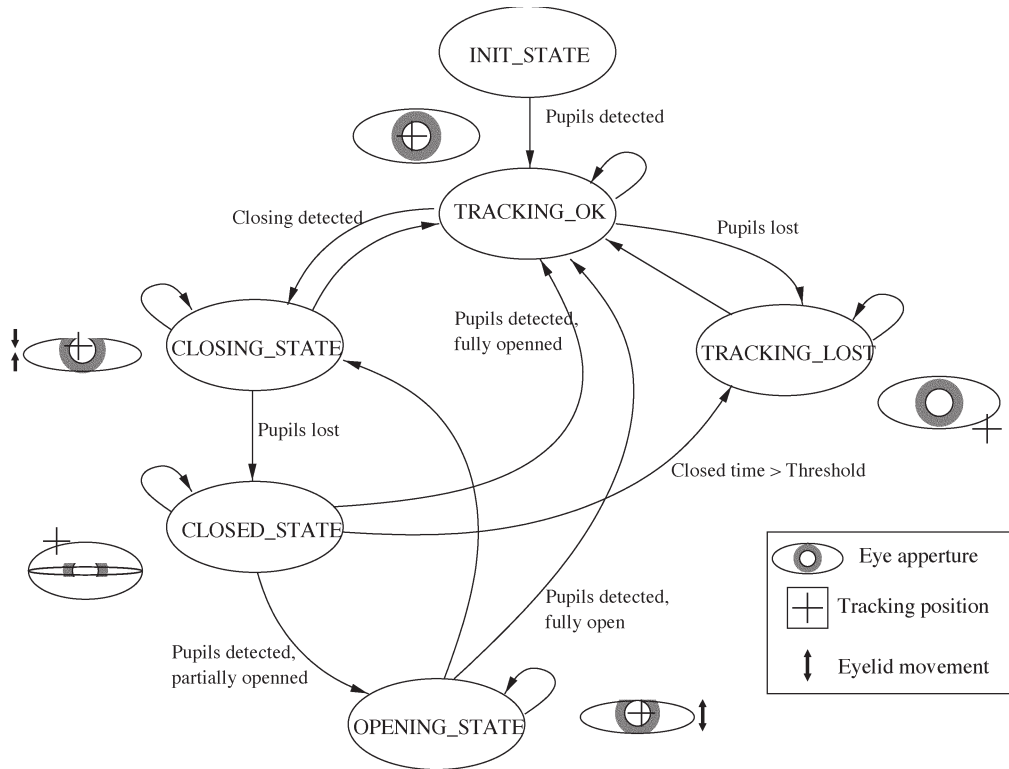 INIT_STATE
Pupils detected
TRACKING_OK
Closing detected
Pupils lost
Pupils detected,
fully openned
CLOSING_STATE
TRACKING_LOST
Pupils lost
Closed time > Threshold
CLOSED_STATE
Eye apperture
Pupils detected,
fully open
Tracking position
Pupils detected,
partially openned
Eyelid movement
OPENING_STATE